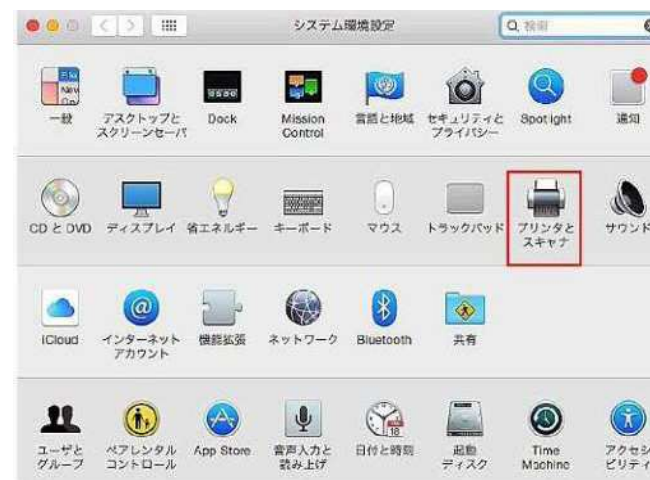 システム環境設定
検索
一般
デスクトップと
スクリーンセーバ
Dock
Mission
Control
言語と地域
セキュリティと
プライバシー
Spotlight
通知
CD と DVD
ディスプレイ
省エネルギー
キーボード
マウス
トラックパッド
プリンタと
スキャナ
サウンド
iCloud
インターネット
アカウント
機能拡張
ネットワーク
Bluetooth
共有
ユーザと
グループ
ペアレンタル
コントロール
App Store
音声入力と
読み上げ
日付と時刻
起動
ディスク
Time
Machine
アクセシ
ビリティ